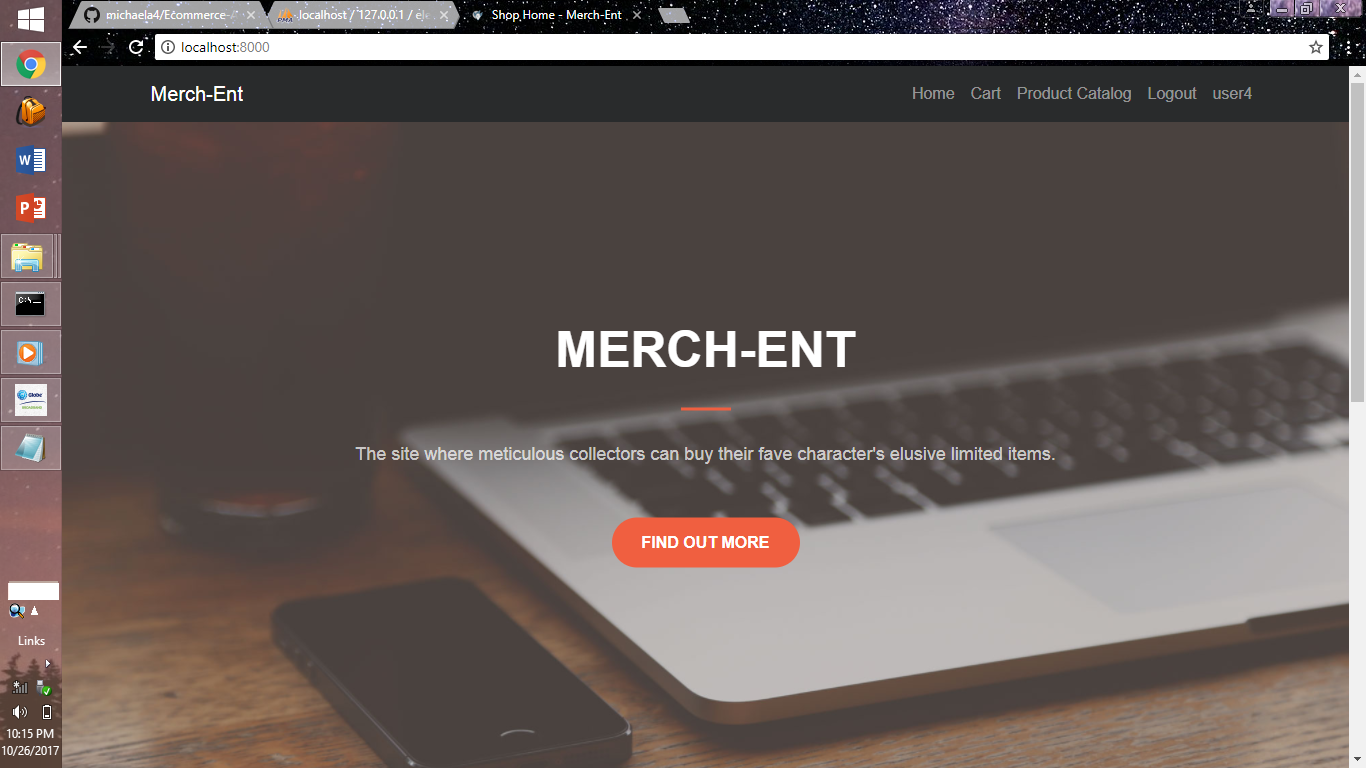 michaela4/Ecommerce-
localhost / 127.0.0.1 /
Shop Home - Merch-Ent
localhost:8000
Merch-Ent
Home Cart Product Catalog Logout user4
MERCH-ENT
The site where meticulous collectors can buy their fave character's elusive limited items.
FIND OUT MORE
Links
10:15 PM
10/26/2017